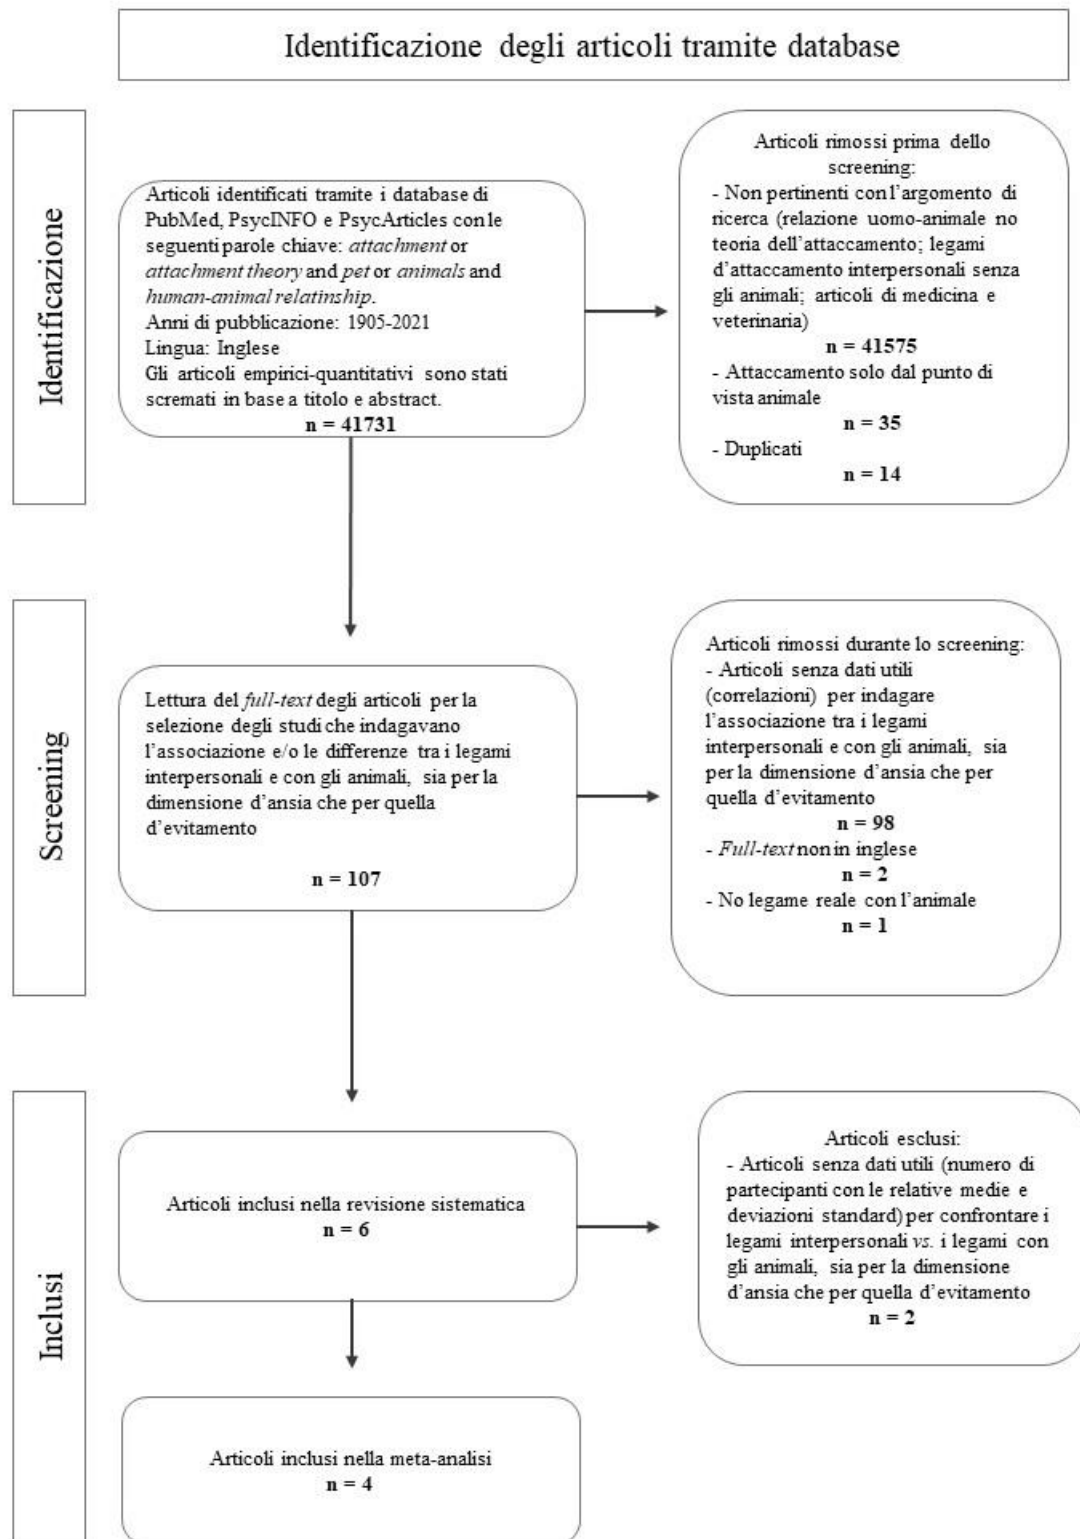 Identificazione degli articoli tramite database
Identificazione
Articoli identificati tramite i database di
PubMed, PsycINFO e PsycArticles con le
seguenti parole chiave: attachment or
attachment theory and pet or animals and
human-animal relatinship.
Anni di pubblicazione: 1905-2021
Lingua: Inglese
Gli articoli empirici-quantitativi sono stati
scremati in base a titolo e abstract.
n = 41731
Articoli rimossi prima dello
screening:
- Non pertinenti con l'argomento di
ricerca (relazione uomo-animale no
teoria dell'attaccamento; legami
d'attaccamento interpersonali senza
gli animali; articoli di medicina e
veterinaria)
n = 41575
- Attaccamento solo dal punto di
vista animale
n = 35
- Duplicati
n = 14
Screening
Lettura del full-text degli articoli per la
selezione degli studi che indagavano
l'associazione e/o le differenze tra i legami
interpersonali e con gli animali, sia per la
dimensione d'ansia che per quella
d'evitamento
n = 107
Articoli rimossi durante lo screening:
- Articoli senza dati utili
(correlazioni) per indagare
l'associazione tra i legami
interpersonali e con gli animali, sia
per la dimensione d'ansia che per
quella d'evitamento
n = 98
- Full-text non in inglese
n = 2
- No legame reale con l'animale
n = 1
Inclusi
Articoli inclusi nella revisione sistematica
n = 6
Articoli esclusi:
- Articoli senza dati utili (numero di
partecipanti con le relative medie e
deviazioni standard) per confrontare i
legami interpersonali vs. i legami con
gli animali, sia per la dimensione
d'ansia che per quella d'evitamento
n = 2
Articoli inclusi nella meta-analisi
n = 4